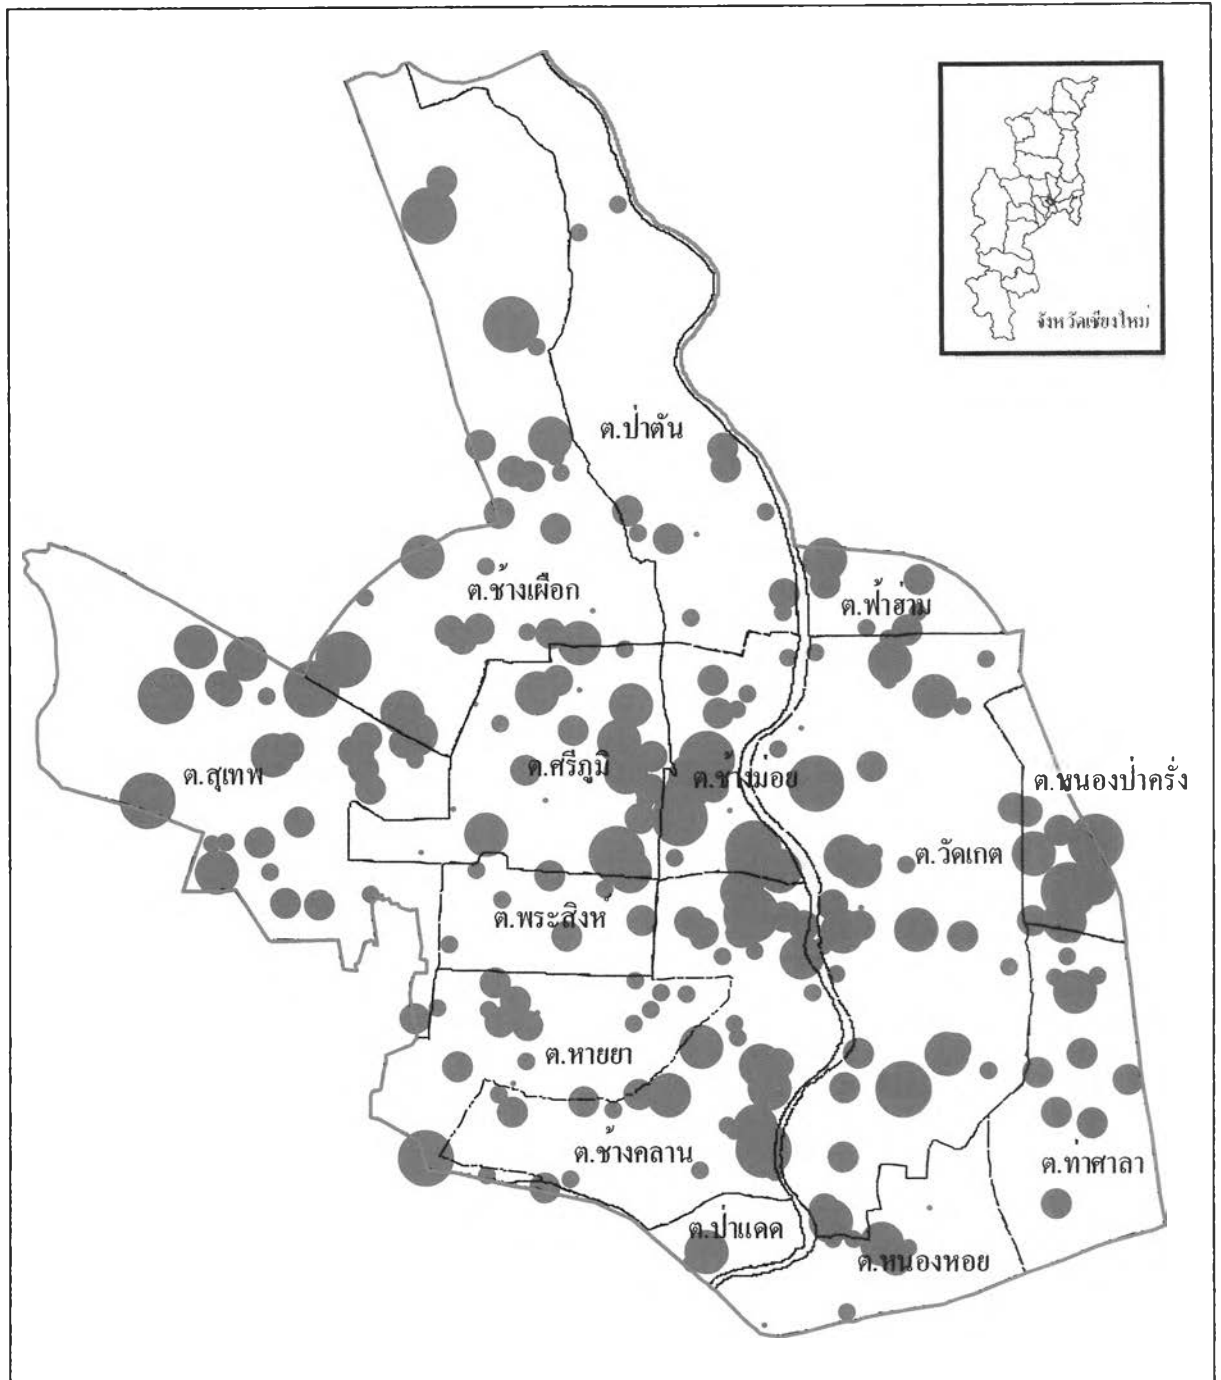 จังหวัดเชียงใหม่
ต.ป่าตัน
ต.ช้างเผือก
ต.ฟ้าฮ่าม
ต.สุเทพ
ต.ศรีภูมิ
ต.ช้างม่อย
ต.หนองป่าครั่ง
ต.วัดเกต
ต.พระสิงห์
ต.หายยา
ต.ช้างคลาน
ต.ท่าศาลา
ต.ป่าแดด
ต.หนองหอย